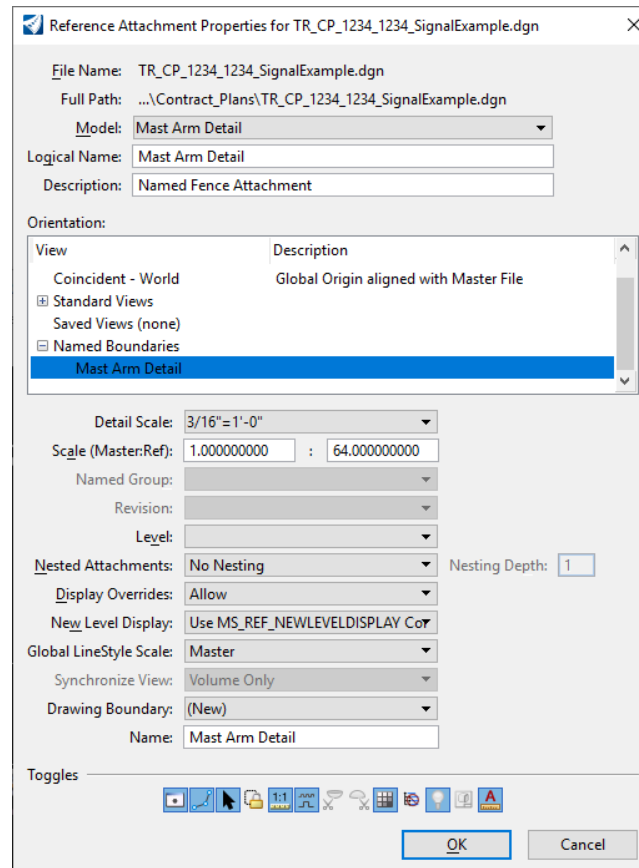 Reference Attachment Properties for TR_CP_1234_1234_SignalExample.dgn
File Name: TR_CP_1234_1234_SignalExample.dgn
Full Path: ...\Contract_Plans\TR_CP_1234_1234_SignalExample.dgn
Model: Mast Arm Detail
Logical Name: Mast Arm Detail
Description: Named Fence Attachment
Orientation:
View Description
Coincident - World Global Origin aligned with Master File
Standard Views
Saved Views (none)
Named Boundaries
Mast Arm Detail
Detail Scale: 3/16"=1'-0"
Scale (Master:Ref): 1.000000000 : 64.000000000
Named Group:
Revision:
Level:
Nested Attachments: No Nesting Nesting Depth: 1
Display Overrides: Allow
New Level Display: Use MS_REF_NEWLEVELDISPLAY Cor
Global LineStyle Scale: Master
Synchronize View: Volume Only
Drawing Boundary: (New)
Name: Mast Arm Detail
Toggles
1:1 A
OK Cancel